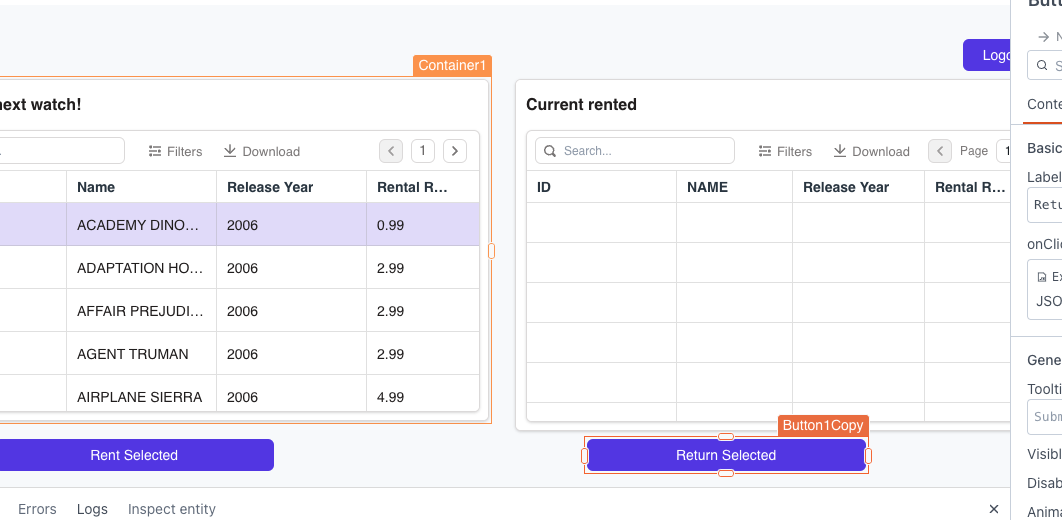 Container1
next watch!
Filters
Download
1
Name
Release Year
Rental R...
ACADEMY DINO...
2006
0.99
ADAPTATION HO...
2006
2.99
AFFAIR PREJUDI...
2006
2.99
AGENT TRUMAN
2006
2.99
AIRPLANE SIERRA
2006
4.99
Rent Selected
Current rented
Search...
Filters
Download
Page
1
ID
NAME
Release Year
Rental R...
Button1Copy
Return Selected
Errors
Logs
Inspect entity
Conte
Basic
Label
Retu
onClic
Ex
JSO
Gene
Toolti
Subm
Visibl
Disab
Anima